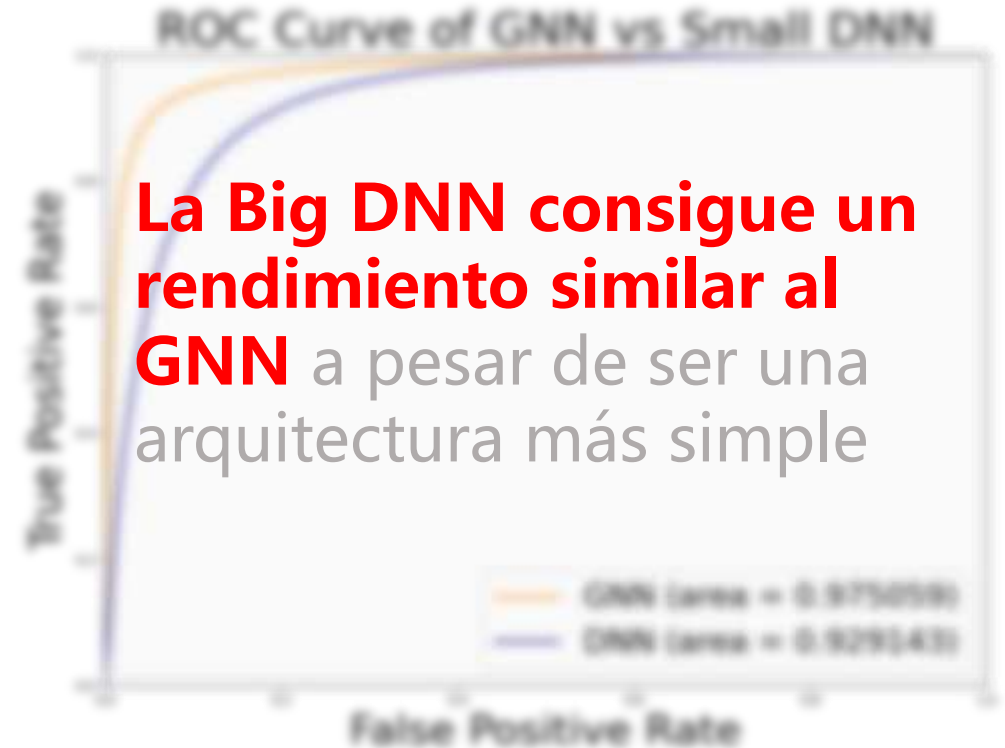 ROC Curve of GNN vs Small DNN
True Positive Rate
La Big DNN consigue un
rendimiento similar al
GNN a pesar de ser una
arquitectura más simple
GNN (area = 0.975059)
DNN (area = 0.929143)
False Positive Rate